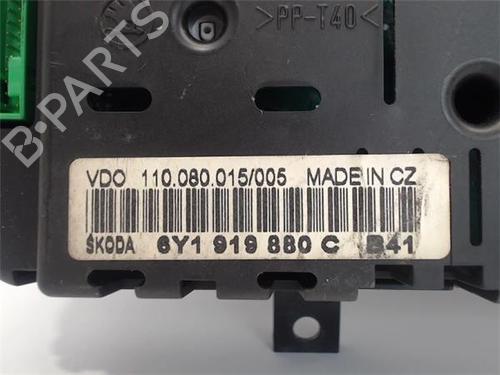 >PP-T40<
B-PARTS
VDO 110.080.015/005 MADE IN CZ
ŠKODA 6Y1 919 880 C B41